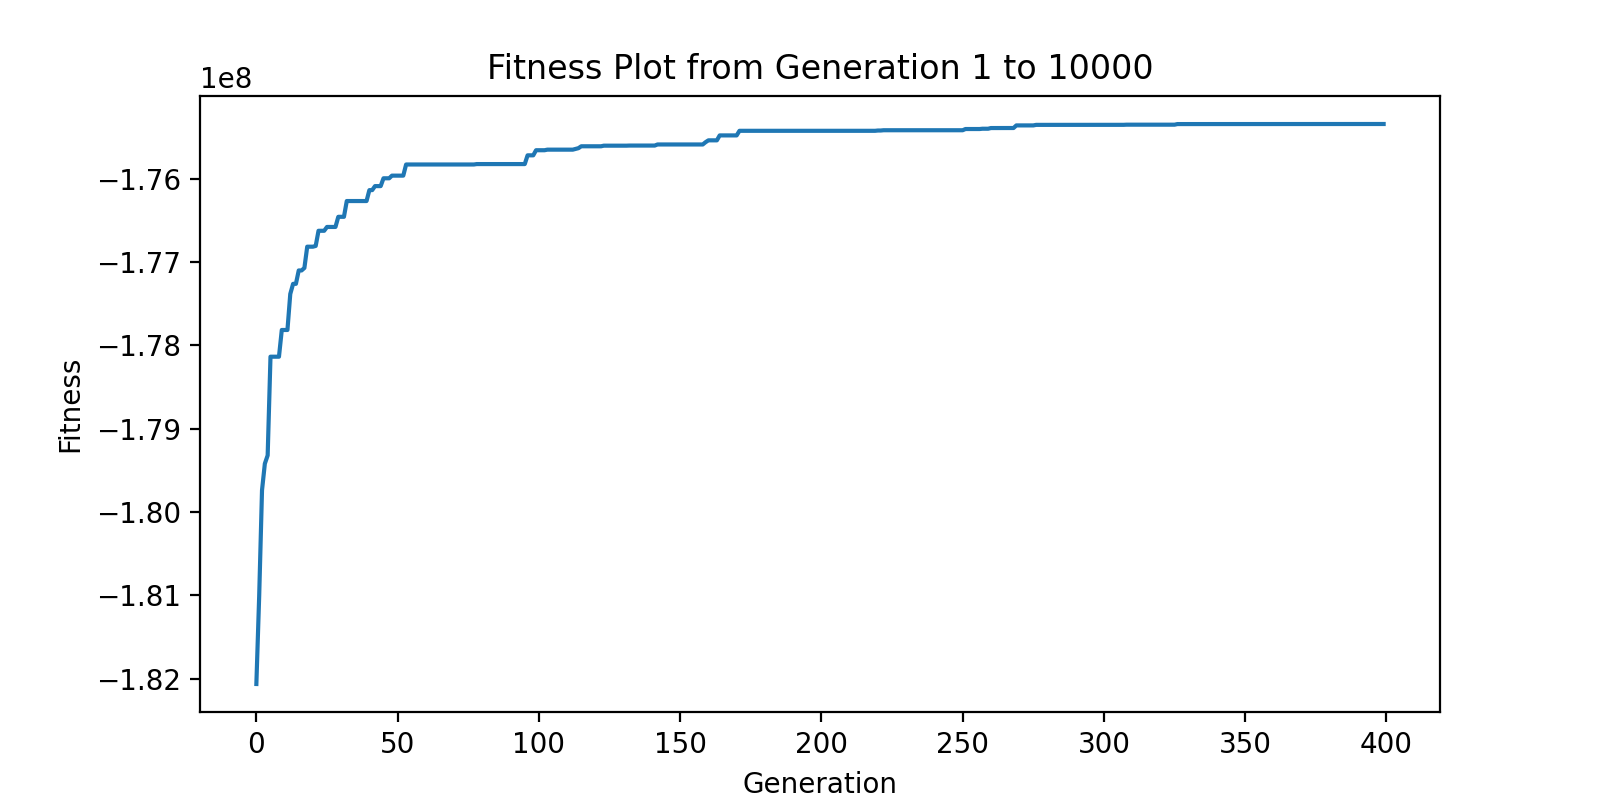 Fitness Plot from Generation 1 to 10000
1e8
−1.76
−1.77
−1.78
−1.79
−1.80
−1.81
−1.82
Fitness
0 50 100 150 200 250 300 350 400
Generation